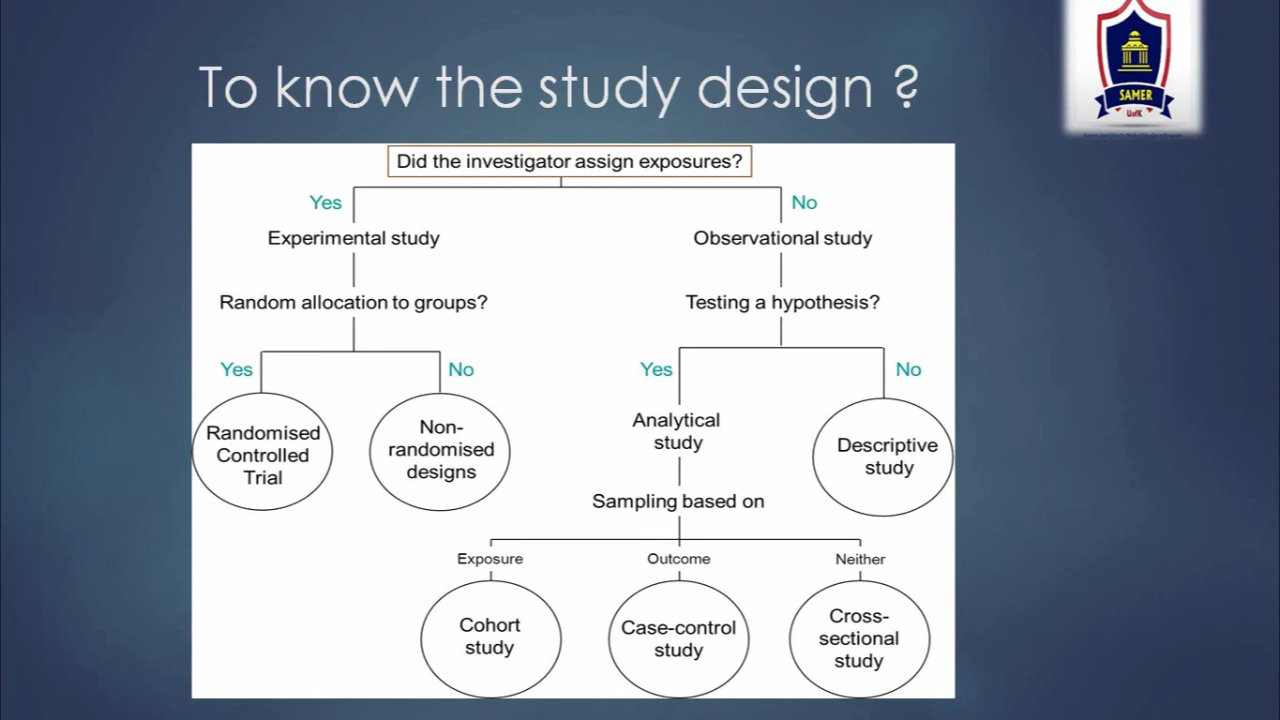 To know the study design ?
SAMER
UofK
Did the investigator assign exposures?
Yes
No
Experimental study
Observational study
Random allocation to groups?
Testing a hypothesis?
Yes
No
Yes
No
Randomised
Controlled
Trial
Non-
randomised
designs
Analytical
study
Descriptive
study
Sampling based on
Exposure
Outcome
Neither
Cohort
study
Case-control
study
Cross-
sectional
study